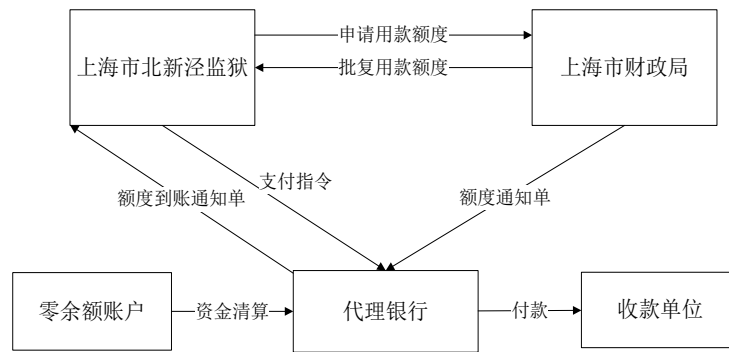 申请用款额度
上海市北新泾监狱
上海市财政局
批复用款额度
支付指令
额度到账通知单
额度通知单
零余额账户
资金清算
代理银行
付款
收款单位